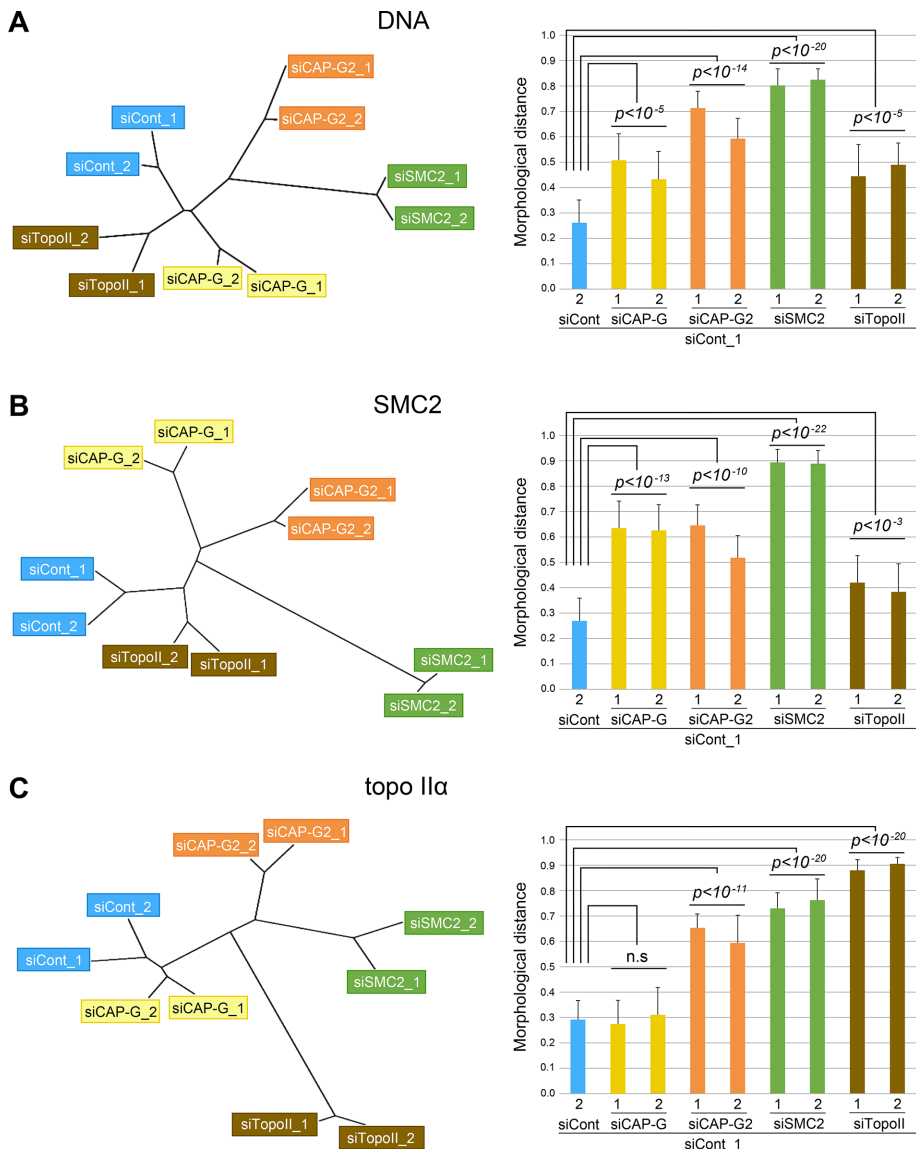 A
DNA
siCAP-G2_1
siCAP-G2_2
siCont_1
siCont_2
siSMC2_1
siSMC2_2
siTopoII_2
siTopoII_1
siCAP-G_2
siCAP-G_1
Morphological distance
1.0
0.9
0.8
0.7
0.6
0.5
0.4
0.3
0.2
0.1
0.0
p<10-5
p<10-14
p<10-20
p<10-5
2 1 2 1 2 1 2 1 2
siCont siCAP-G siCAP-G2 siSMC2 siTopoII
siCont_1
B
SMC2
siCAP-G_1
siCAP-G_2
siCAP-G2_1
siCAP-G2_2
siCont_1
siCont_2
siTopoII_2
siTopoII_1
siSMC2_1
siSMC2_2
Morphological distance
1.0
0.9
0.8
0.7
0.6
0.5
0.4
0.3
0.2
0.1
0.0
p<10-13
p<10-10
p<10-22
p<10-3
2 1 2 1 2 1 2 1 2
siCont siCAP-G siCAP-G2 siSMC2 siTopoII
siCont_1
C
topo IIα
siCAP-G2_2
siCAP-G2_1
siCont_2
siCont_1
siSMC2_2
siSMC2_1
siCAP-G_2
siCAP-G_1
siTopoII_1
siTopoII_2
Morphological distance
1.0
0.9
0.8
0.7
0.6
0.5
0.4
0.3
0.2
0.1
0.0
n.s
p<10-11
p<10-20
p<10-20
2 1 2 1 2 1 2 1 2
siCont siCAP-G siCAP-G2 siSMC2 siTopoII
siCont_1